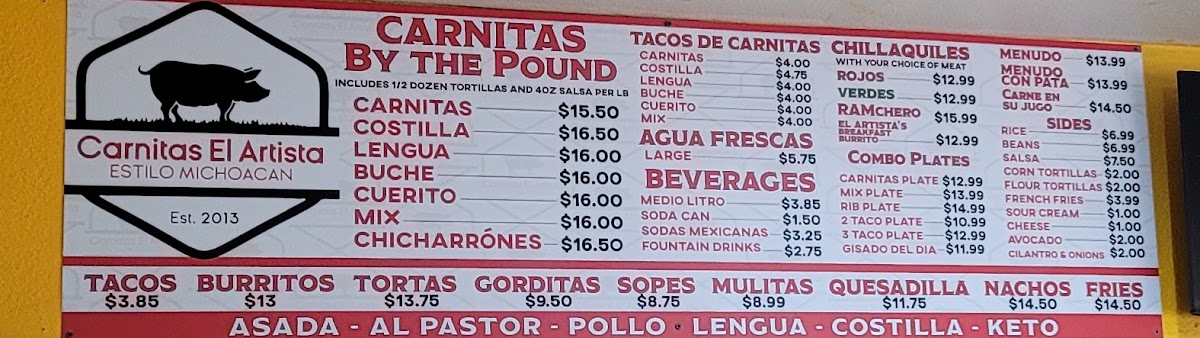 Carnitas El Artista
ESTILO MICHOACAN
Est. 2013
CARNITAS
BY THE POUND
INCLUDES 1/2 DOZEN TORTILLAS AND 4OZ SALSA PER LB
CARNITAS $15.50
COSTILLA $16.50
LENGUA $16.00
BUCHE $16.00
CUERITO $16.00
MIX $16.00
CHICHARRÓNES $16.50
TACOS DE CARNITAS
CARNITAS $4.00
COSTILLA $4.75
LENGUA $4.00
BUCHE $4.00
CUERITO $4.00
MIX $4.00
AGUA FRESCAS
LARGE $5.75
BEVERAGES
MEDIO LITRO $3.85
SODA CAN $1.50
SODAS MEXICANAS $3.25
FOUNTAIN DRINKS $2.75
CHILLAQUILES
WITH YOUR CHOICE OF MEAT
ROJOS $12.99
VERDES $12.99
RAMCHERO $15.99
EL ARTISTA'S
BREAKFAST
BURRITO $12.99
COMBO PLATES
CARNITAS PLATE $12.99
MIX PLATE $13.99
RIB PLATE $14.99
2 TACO PLATE $10.99
3 TACO PLATE $12.99
GISADO DEL DIA $11.99
MENUDO $13.99
MENUDO
CON PATA $13.99
CARNE EN
SU JUGO $14.50
SIDES
RICE $6.99
BEANS $6.99
SALSA $7.50
CORN TORTILLAS $2.00
FLOUR TORTILLAS $2.00
FRENCH FRIES $3.99
SOUR CREAM $1.00
CHEESE $1.00
AVOCADO $2.00
CILANTRO & ONIONS $2.00
TACOS BURRITOS TORTAS GORDITAS SOPES MULITAS QUESADILLA NACHOS FRIES
$3.85 $13 $13.75 $9.50 $8.75 $8.99 $11.75 $14.50 $14.50
ASADA - AL PASTOR - POLLO - LENGUA - COSTILLA - KETO